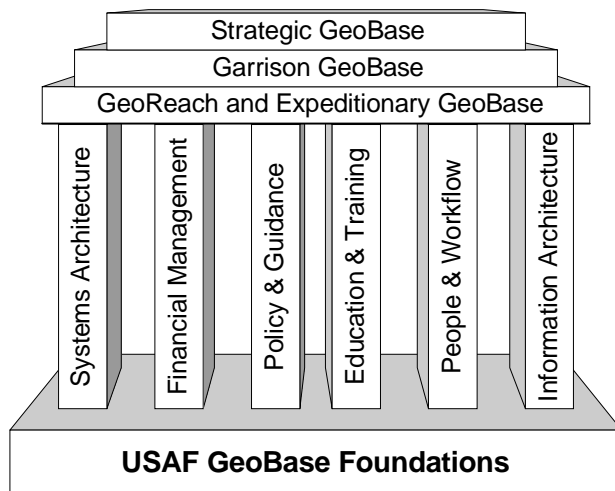 Strategic GeoBase
Garrison GeoBase
GeoReach and Expeditionary GeoBase
Systems Architecture
Financial Management
Policy & Guidance
Education & Training
People & Workflow
Information Architecture
USAF GeoBase Foundations